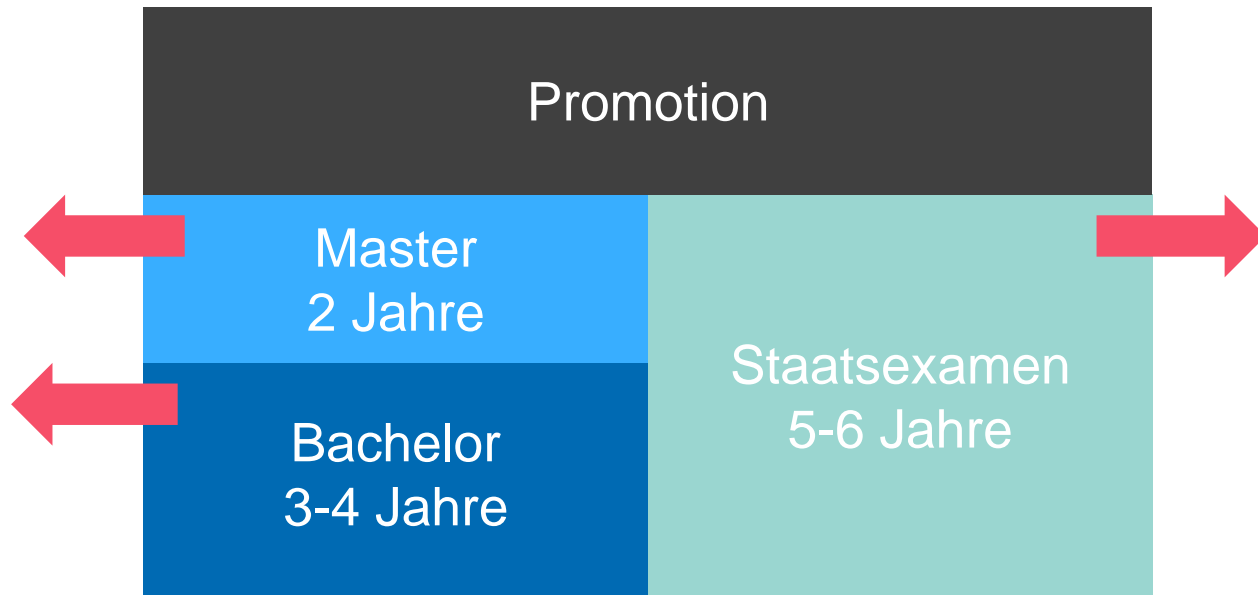 Promotion
Master
2 Jahre
Bachelor
3-4 Jahre
Staatsexamen
5-6 Jahre